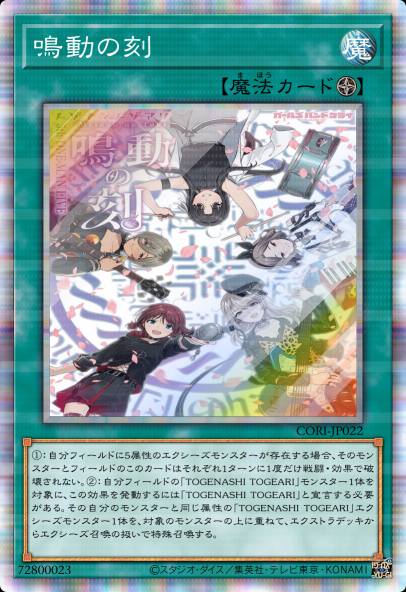 鳴動の刻
魔
【魔法カード】
まほう
ガールズバンドクライ
鳴動
の
刻
CORI-JP022
①：自分フィールドに5属性のエクシーズモンスターが存在する場合、そのモ
ンスターとフィールドのこのカードはそれぞれ1ターンに1度だけ戦闘・効果で破
壊されない。②：自分フィールドの「TOGENASHI TOGEARI」モンスター1体を
対象に、この効果を発動するには「TOGENASHI TOGEARI」と宣言する必要
がある。その自分のモンスターと同じ属性の「TOGENASHI TOGEARI」エク
シーズモンスター1体を、対象のモンスターの上に重ねて、エクストラデッキか
らエクシーズ召喚の扱いで特殊召喚する。
72800023
©スタジオ・ダイス／集英社・テレビ東京・KONAMI